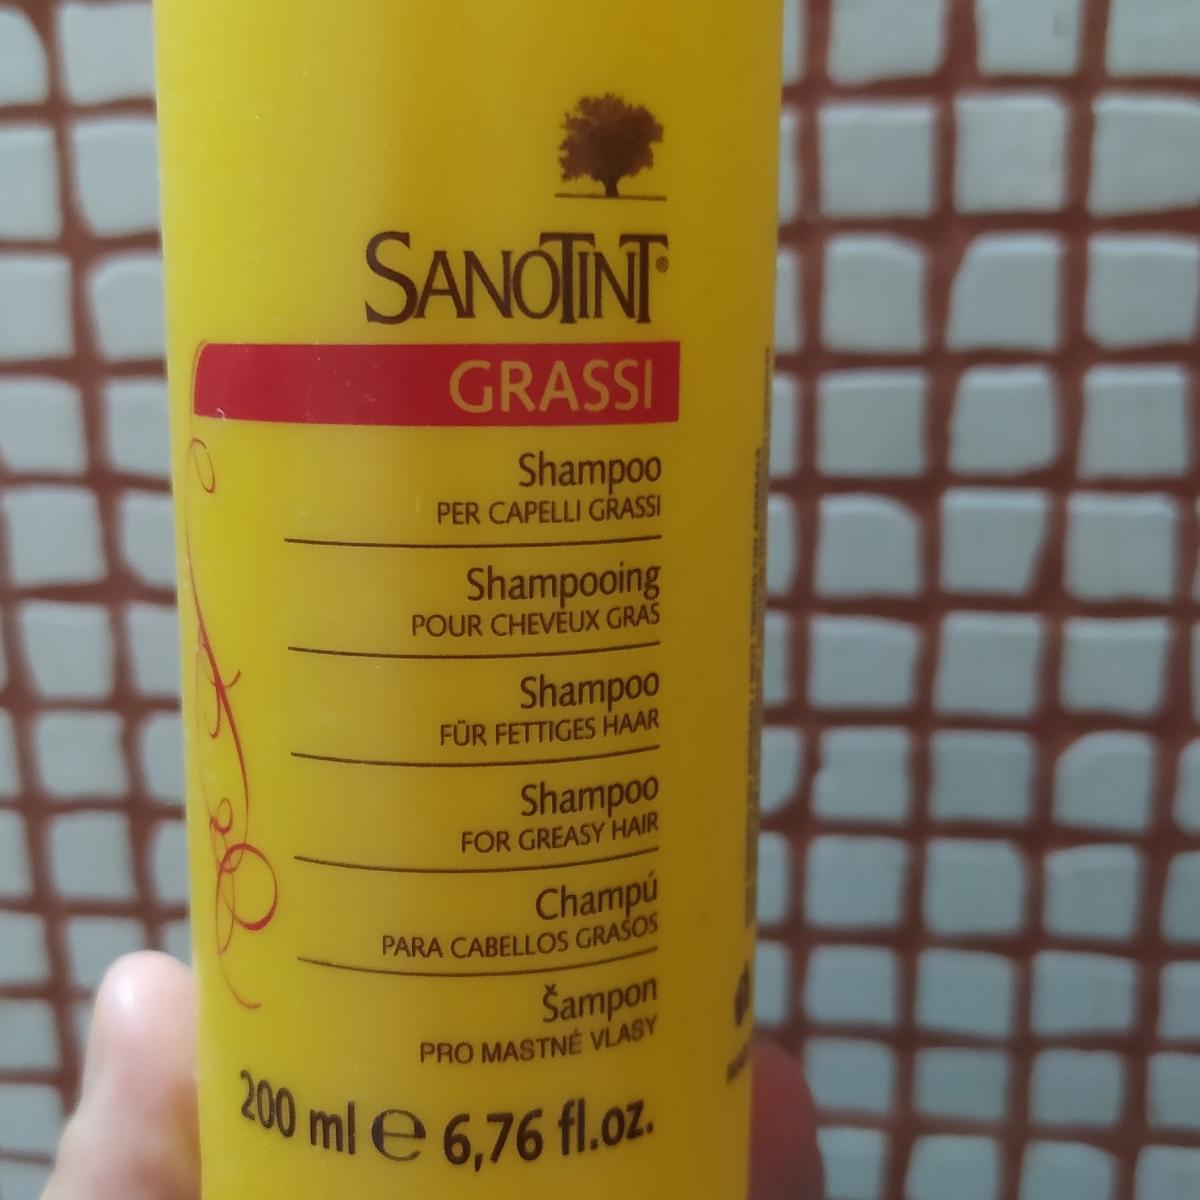 SANOTINT®
GRASSI
Shampoo
PER CAPELLI GRASSI
Shampooing
POUR CHEVEUX GRAS
Shampoo
FÜR FETTIGES HAAR
Shampoo
FOR GREASY HAIR
Champú
PARA CABELLOS GRASOS
Šampon
PRO MASTNÉ VLASY
200 ml ℮ 6,76 fl.oz.